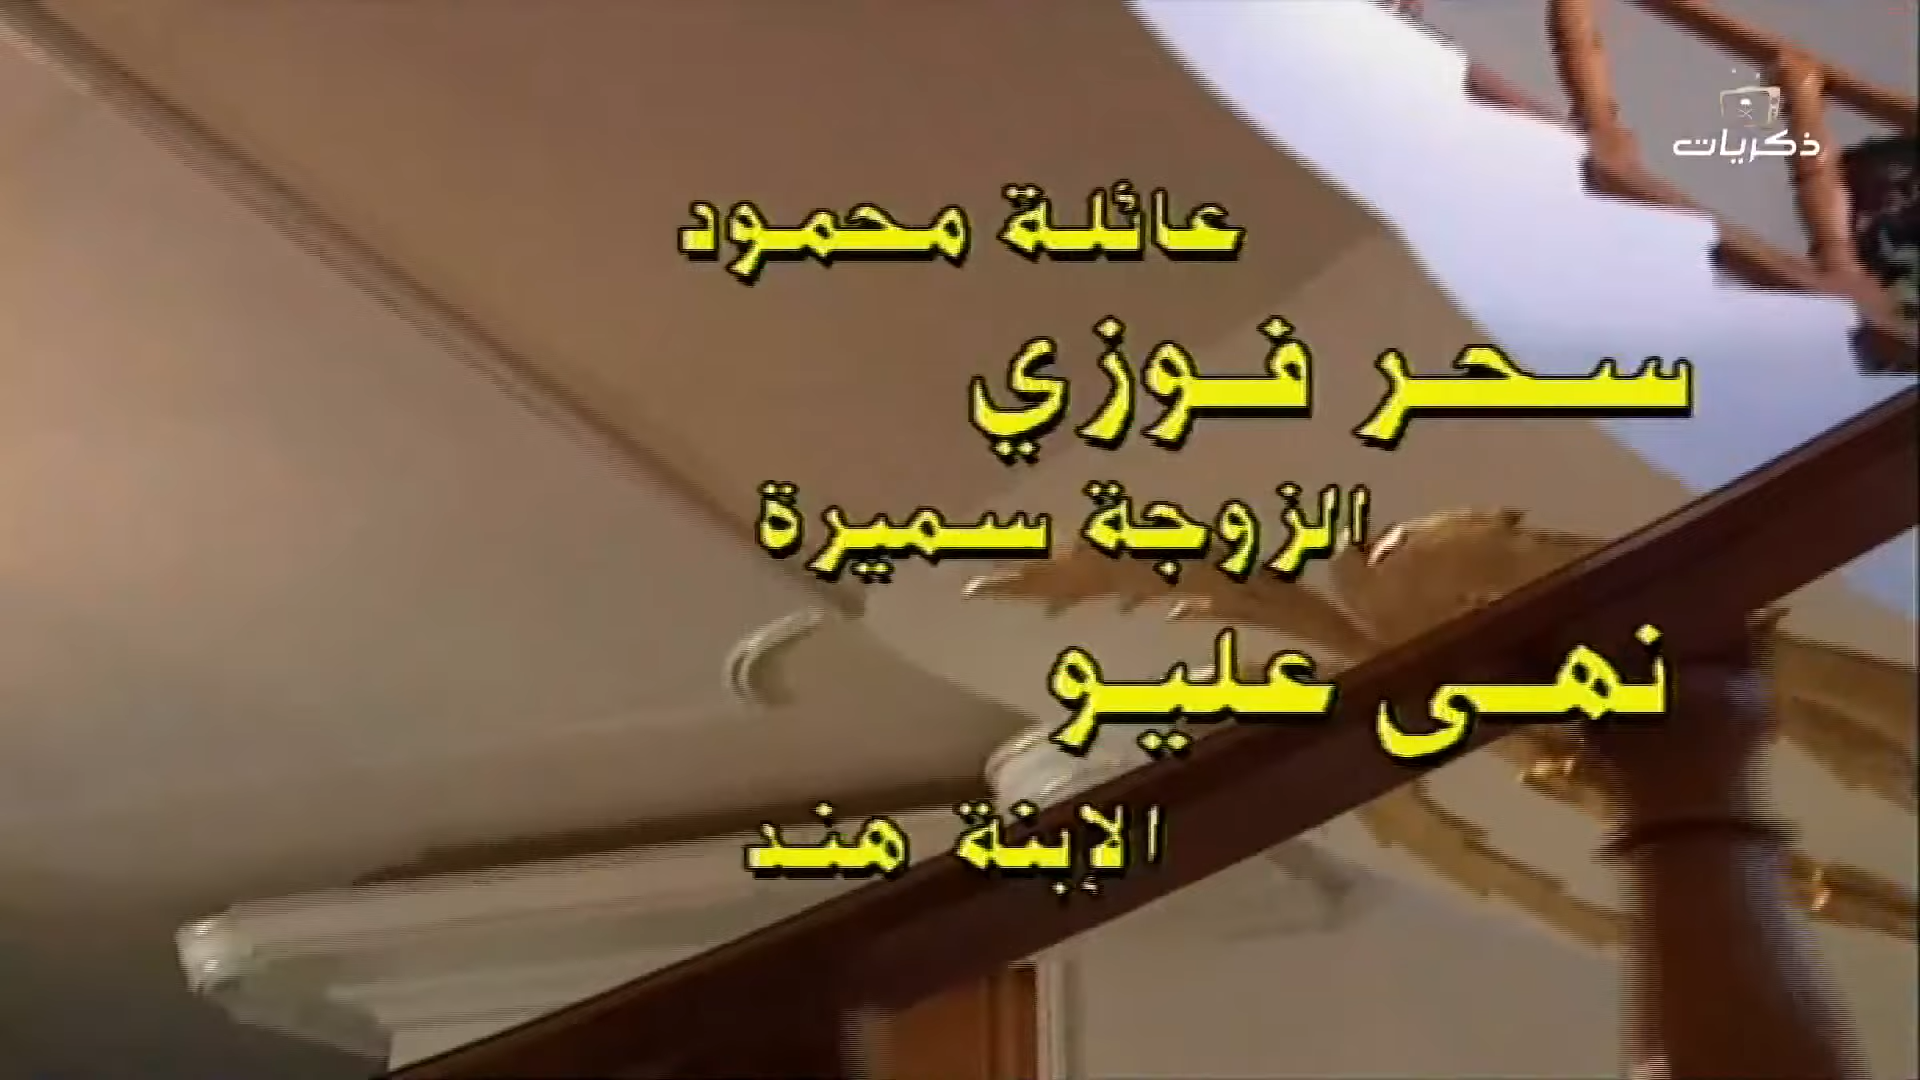 ذكريات
عائلة محمود
سحر فوزي
الزوجة سميرة
نهى عليو
الإبنة هند